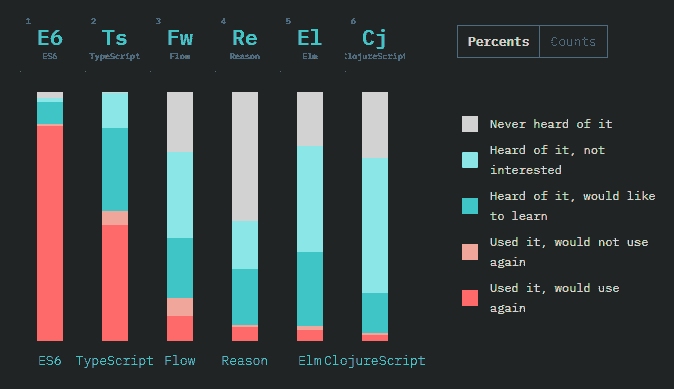 1 2 3 4 5 6
E6 Ts Fw Re El Cj
ES6 TypeScript Flow Reason Elm ClojureScript
Percents Counts
Never heard of it
Heard of it, not
interested
Heard of it, would like
to learn
Used it, would not use
again
Used it, would use
again
ES6 TypeScript Flow Reason Elm ClojureScript